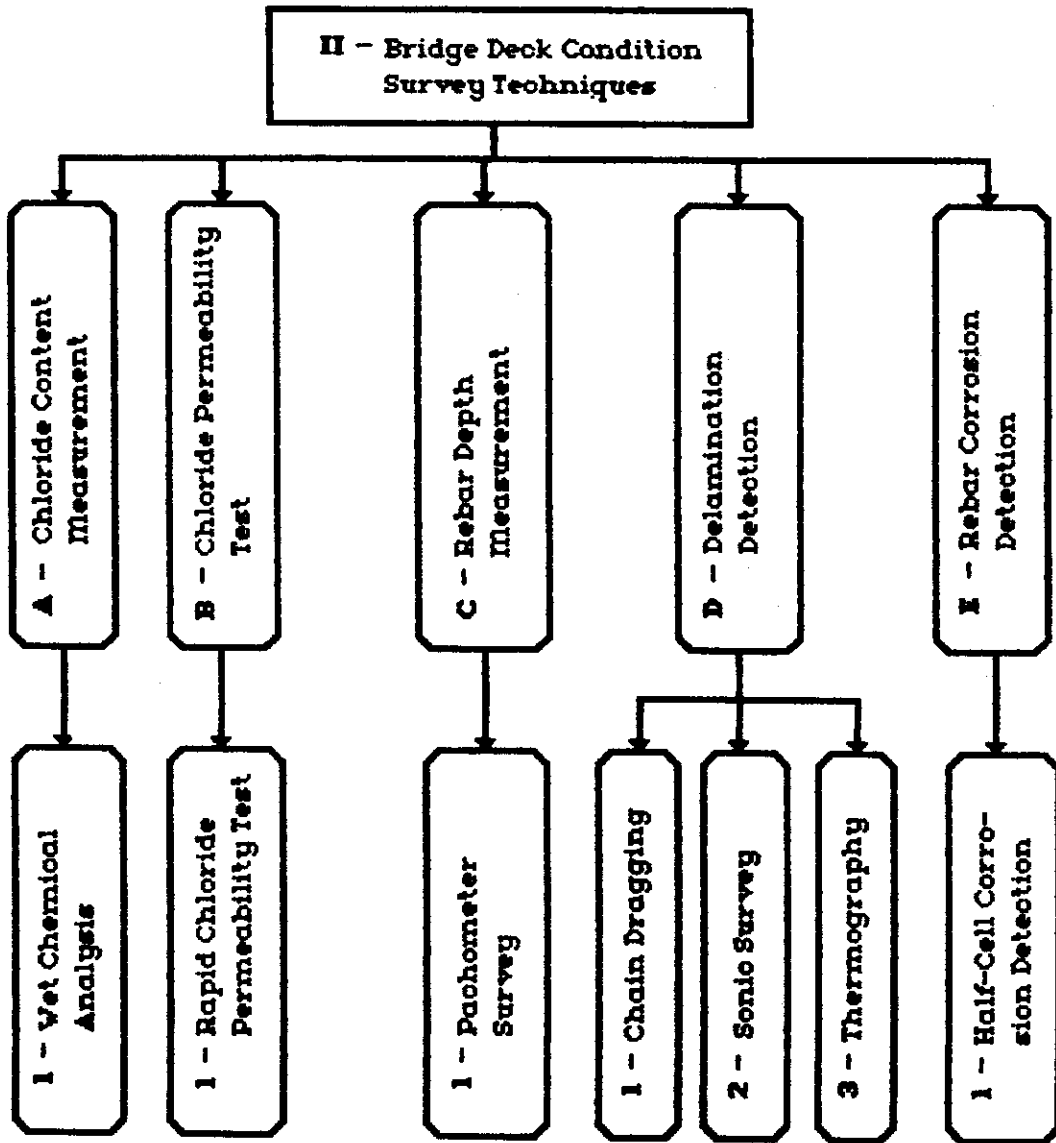 II - Bridge Deck Condition
Survey Techniques
A - Chloride Content
Measurement
B - Chloride Permeability
Test
C - Rebar Depth
Measurement
D - Delamination
Detection
E - Rebar Corrosion
Detection
1 - Wet Chemical
Analysis
1 - Rapid Chloride
Permeability Test
1 - Pachometer
Survey
1 - Chain Dragging
2 - Sonic Survey
3 - Thermography
1 - Half-Cell Corro-
sion Detection